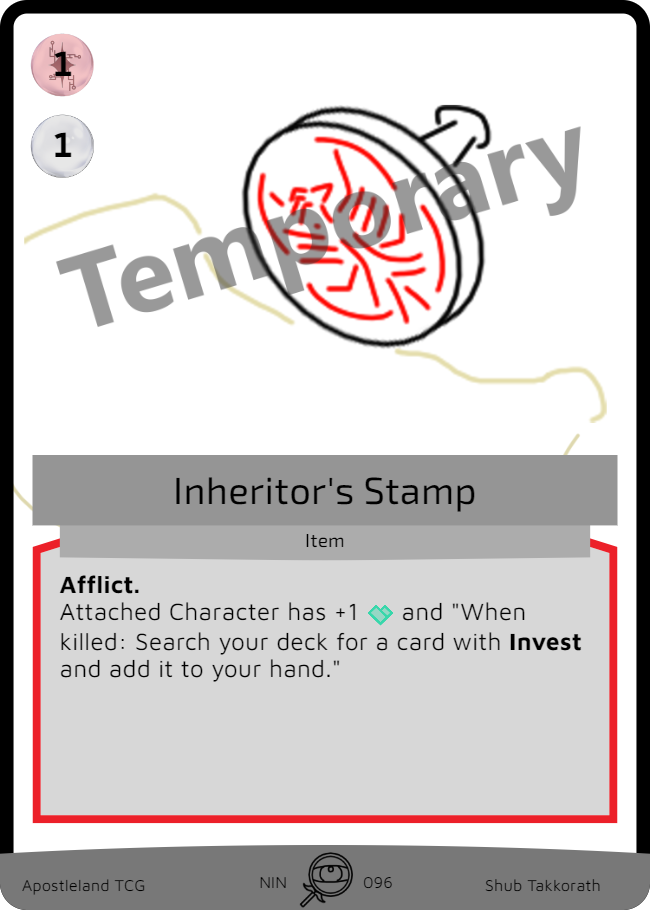 1
1
Temporary
Inheritor's Stamp
Item
Afflict.
Attached Character has +1 and "When
killed: Search your deck for a card with Invest
and add it to your hand."
Apostleland TCG
NIN 096
Shub Takkorath